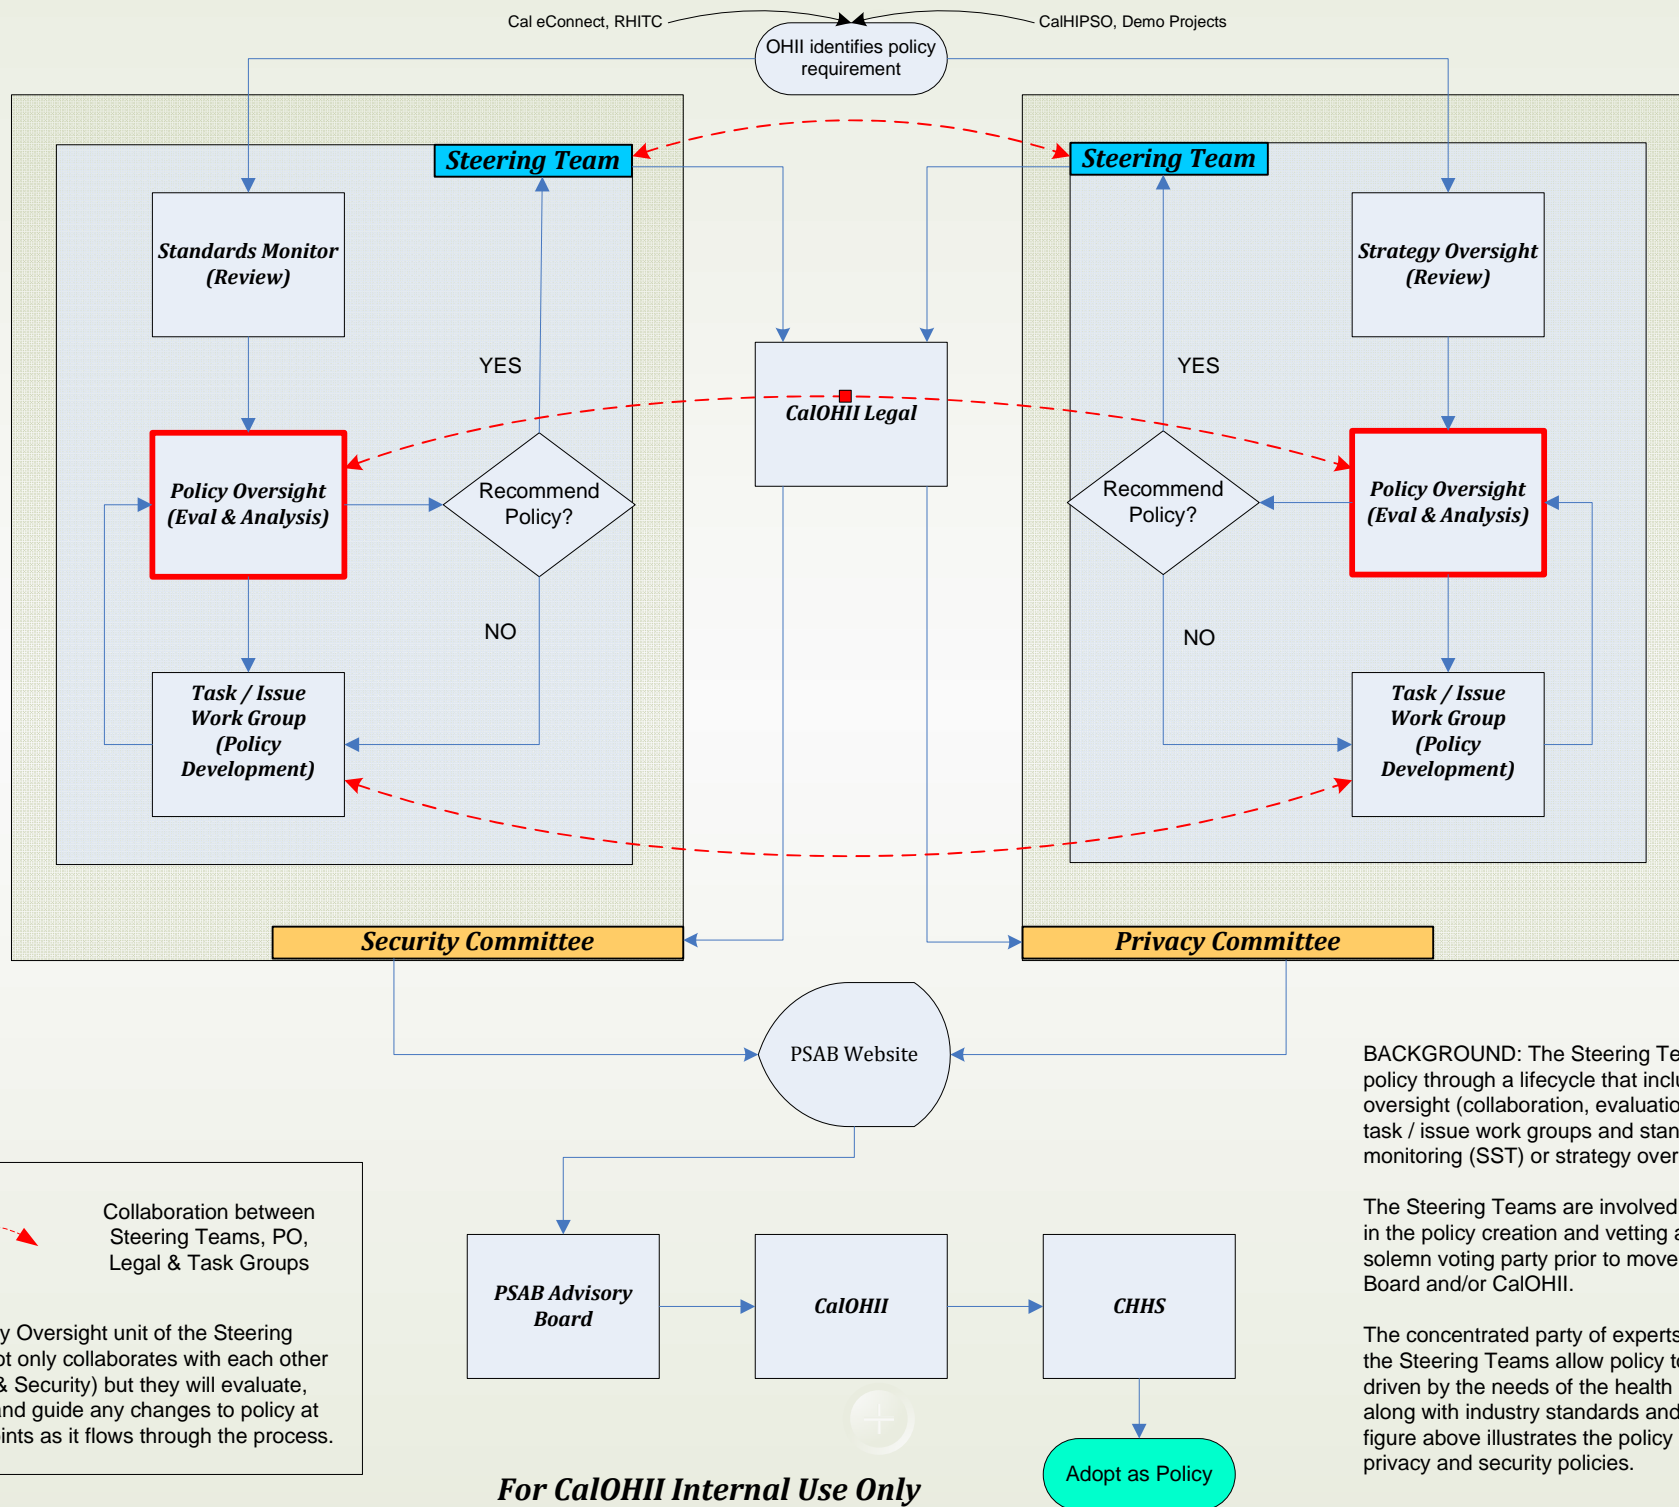 Cal eConnect, RHITC
CalHIPSO, Demo Projects
OHII identifies policy
requirement
Steering Team
Steering Team
Standards Monitor
(Review)
Strategy Oversight
(Review)
YES
YES
CalOHII Legal
Policy Oversight
(Eval & Analysis)
Recommend
Policy?
Recommend
Policy?
Policy Oversight
(Eval & Analysis)
NO
NO
Task / Issue
Work Group
(Policy
Development)
Task / Issue
Work Group
(Policy
Development)
Security Committee
Privacy Committee
PSAB Website
BACKGROUND: The Steering
policy through a lifecycle that
oversight (collaboration,
task / issue work groups and
monitoring (SST) or strategy
The Steering Teams are involved
in the policy creation and vetting
solemn voting party prior to
Board and/or CalOHII.
The concentrated party of experts
the Steering Teams allow policy
driven by the needs of the health
along with industry standards and
figure above illustrates the policy
privacy and security policies.
Collaboration between
Steering Teams, PO,
Legal & Task Groups
Oversight unit of the Steering
only collaborates with each other
& Security) but they will evaluate,
and guide any changes to policy at
as it flows through the process.
PSAB Advisory
Board
CalOHII
CHHS
Adopt as Policy
For CalOHII Internal Use Only